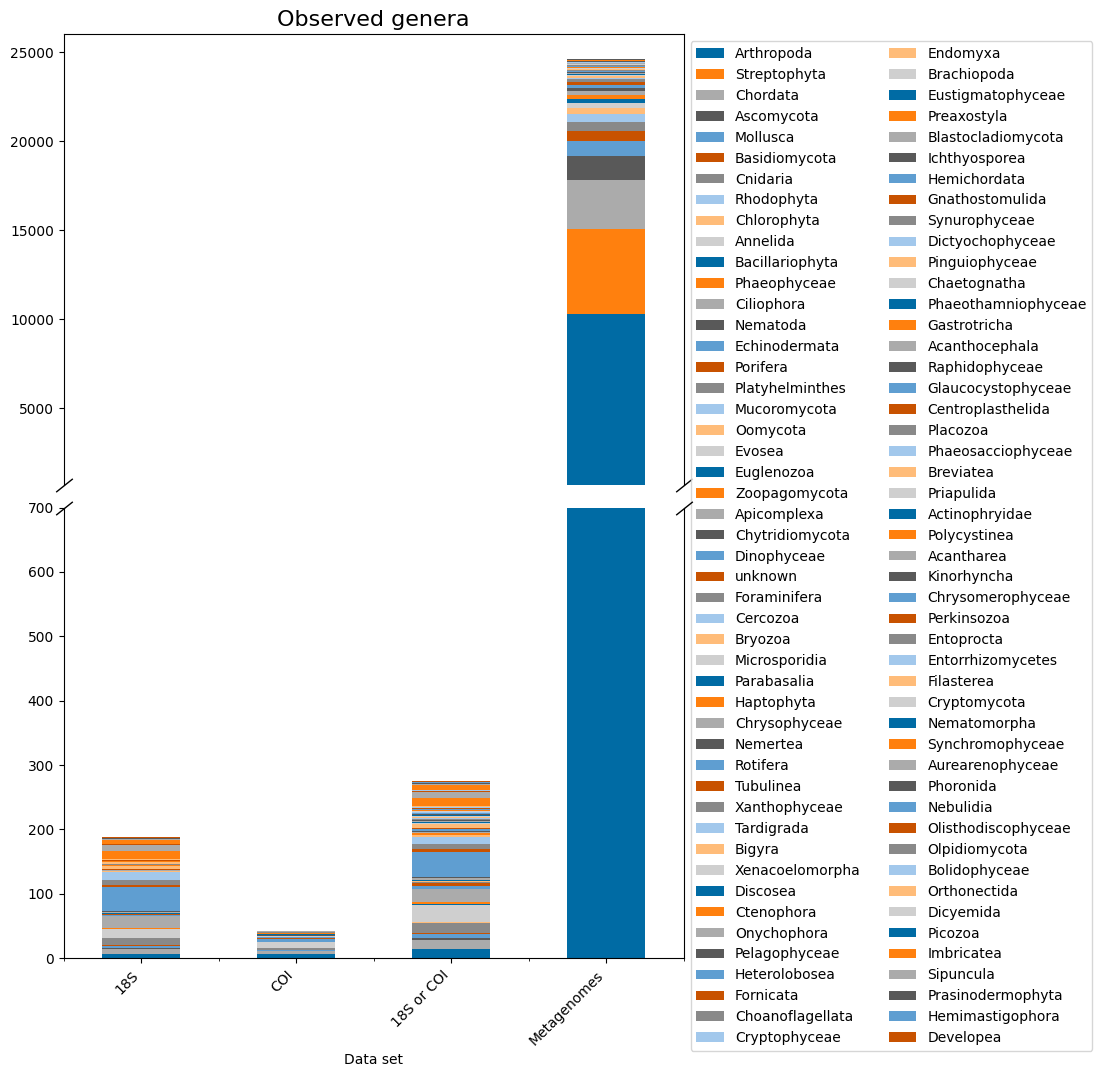 Observed genera
25000
20000
15000
10000
5000
700
600
500
400
300
200
100
0
18S
COI
18S or COI
Metagenomes
Data set
Arthropoda
Streptophyta
Chordata
Ascomycota
Mollusca
Basidiomycota
Cnidaria
Rhodophyta
Chlorophyta
Annelida
Bacillariophyta
Phaeophyceae
Ciliophora
Nematoda
Echinodermata
Porifera
Platyhelminthes
Mucoromycota
Oomycota
Evosea
Euglenozoa
Zoopagomycota
Apicomplexa
Chytridiomycota
Dinophyceae
unknown
Foraminifera
Cercozoa
Bryozoa
Microsporidia
Parabasalia
Haptophyta
Chrysophyceae
Nemertea
Rotifera
Tubulinea
Xanthophyceae
Tardigrada
Bigyra
Xenacoelomorpha
Discosea
Ctenophora
Onychophora
Pelagophyceae
Heterolobosea
Fornicata
Choanoflagellata
Cryptophyceae
Endomyxa
Brachiopoda
Eustigmatophyceae
Preaxostyla
Blastocladiomycota
Ichthyosporea
Hemichordata
Gnathostomulida
Synurophyceae
Dictyochophyceae
Pinguiophyceae
Chaetognatha
Phaeothamniophyceae
Gastrotricha
Acanthocephala
Raphidophyceae
Glaucocystophyceae
Centroplasthelida
Placozoa
Phaeosacciophyceae
Breviatea
Priapulida
Actinophryidae
Polycystinea
Acantharea
Kinorhyncha
Chrysomerophyceae
Perkinsozoa
Entoprocta
Entorrhizomycetes
Filasterea
Cryptomycota
Nematomorpha
Synchromophyceae
Aurearenophyceae
Phoronida
Nebulidia
Olisthodiscophyceae
Olpidiomycota
Bolidophyceae
Orthonectida
Dicyemida
Picozoa
Imbricatea
Sipuncula
Prasinodermophyta
Hemimastigophora
Developea